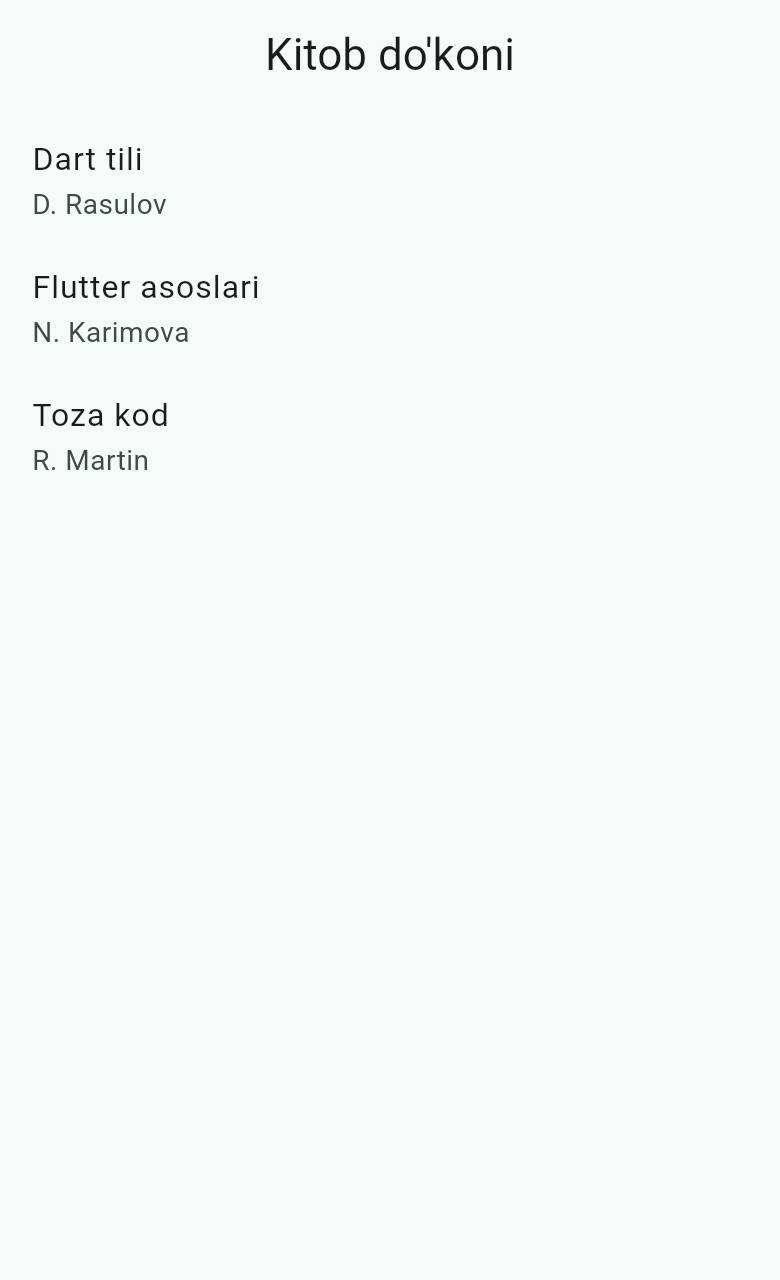 Kitob do'koni
Dart tili
D. Rasulov
Flutter asoslari
N. Karimova
Toza kod
R. Martin